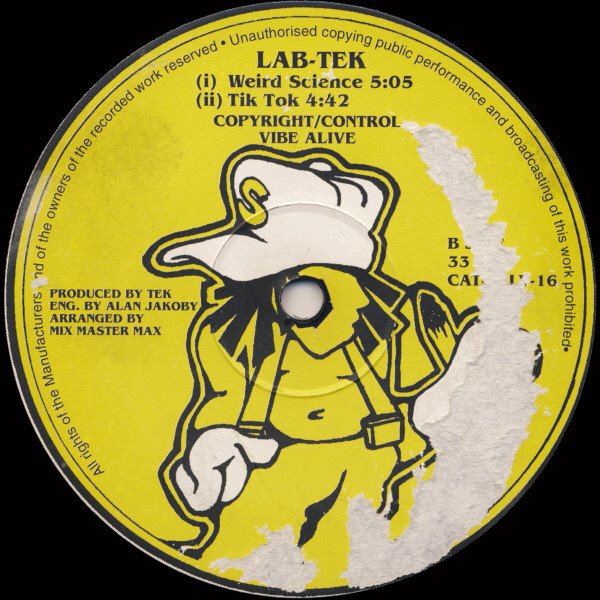 All rights of the Manufacturers and of the owners of the recorded work reserved • Unauthorised copying public performance and broadcasting of this work prohibited•
LAB-TEK
(i) Weird Science 5:05
(ii) Tik Tok 4:42
COPYRIGHT/CONTROL
VIBE ALIVE
S
B
33
-16
PRODUCED BY TEK
ENG. BY ALAN JAKOBY
ARRANGED BY
MIX MASTER MAX